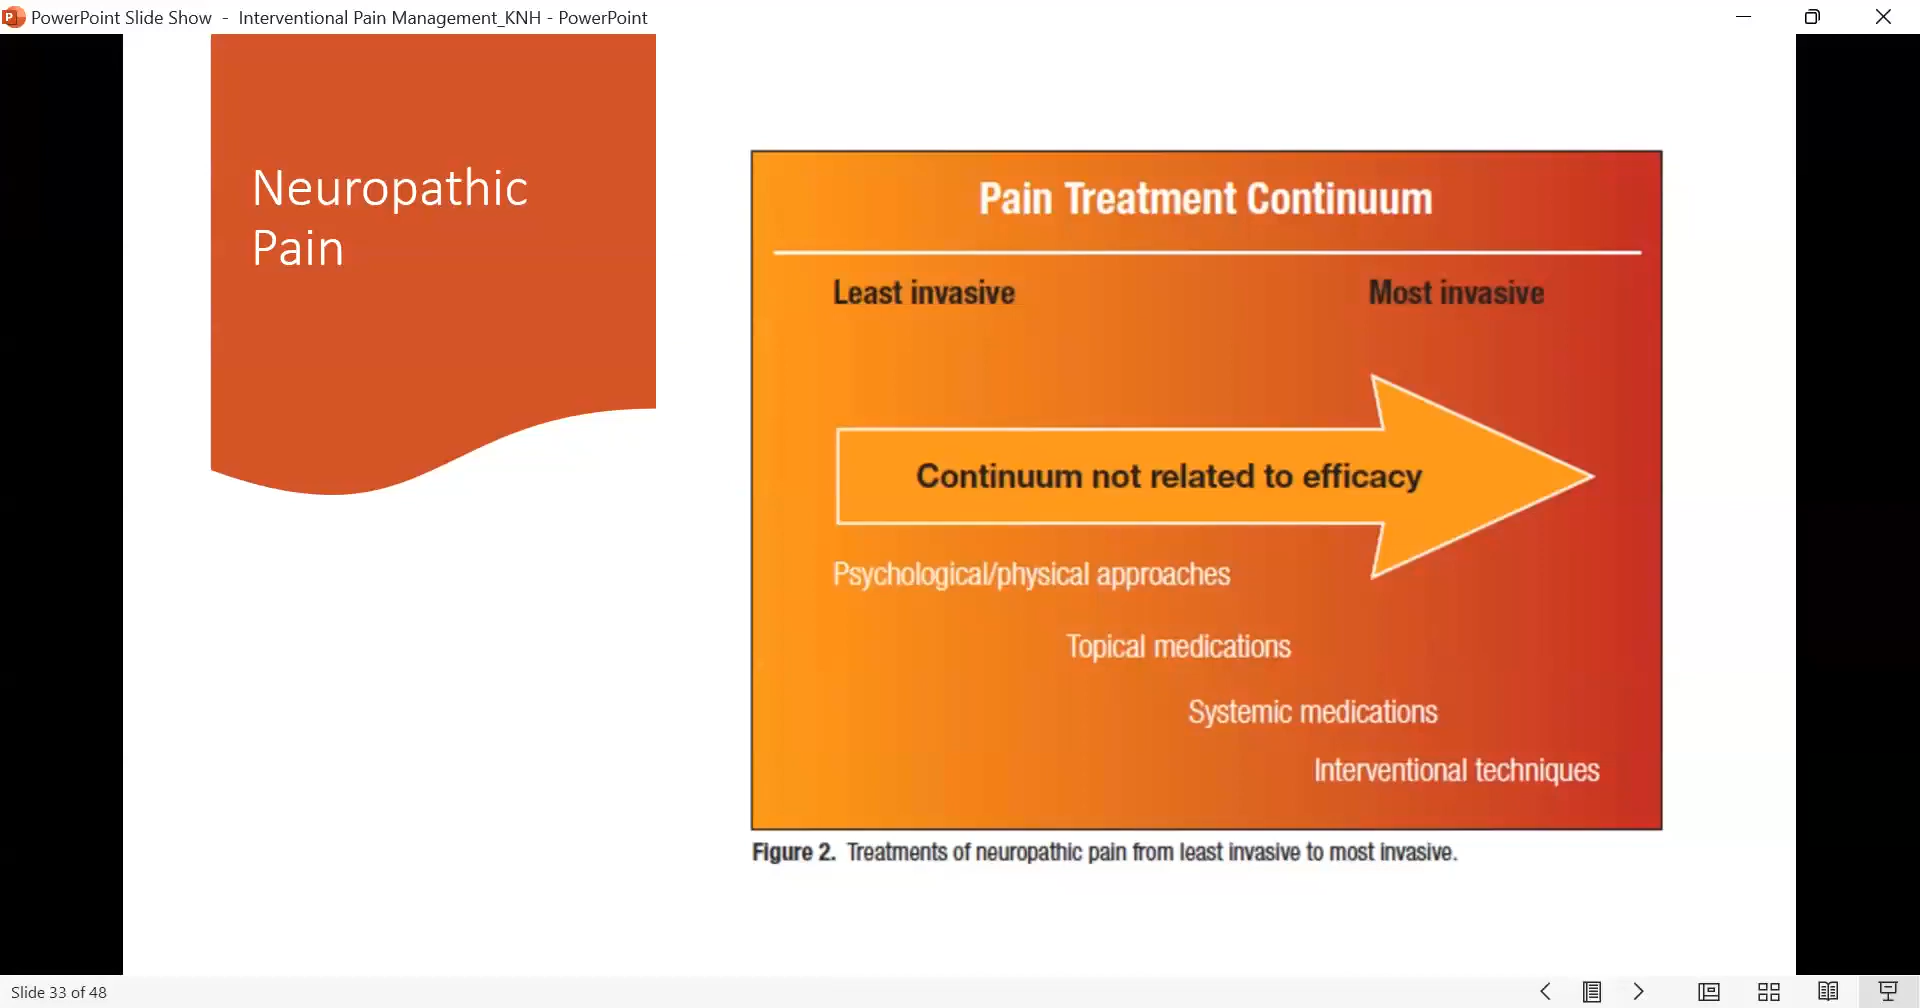 PowerPoint Slide Show - Interventional Pain Management_KNH - PowerPoint
Neuropathic
Pain
Pain Treatment Continuum
Least invasive
Most invasive
Continuum not related to efficacy
Psychological/physical approaches
Topical medications
Systemic medications
Interventional techniques
Figure 2. Treatments of neuropathic pain from least invasive to most invasive.
Slide 33 of 48